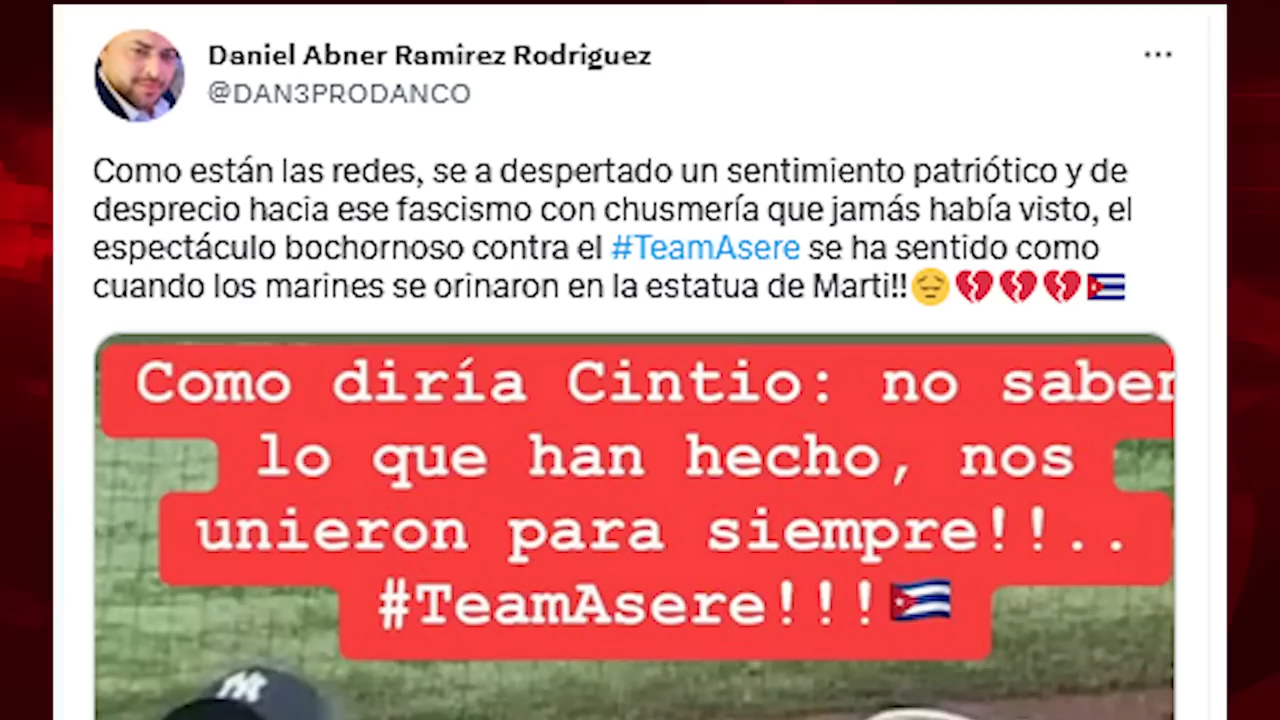 Daniel Abner Ramirez Rodriguez
@DAN3PRODANCO
Como están las redes, se a despertado un sentimiento patriótico y de
desprecio hacia ese fascismo con chusmería que jamás había visto, el
espectáculo bochornoso contra el #TeamAsere se ha sentido como
cuando los marines se orinaron en la estatua de Marti!!😔💔💔💔🇨🇺
Como diría Cintio: no saben
lo que han hecho, nos
unieron para siempre!!..
#TeamAsere!!!🇨🇺